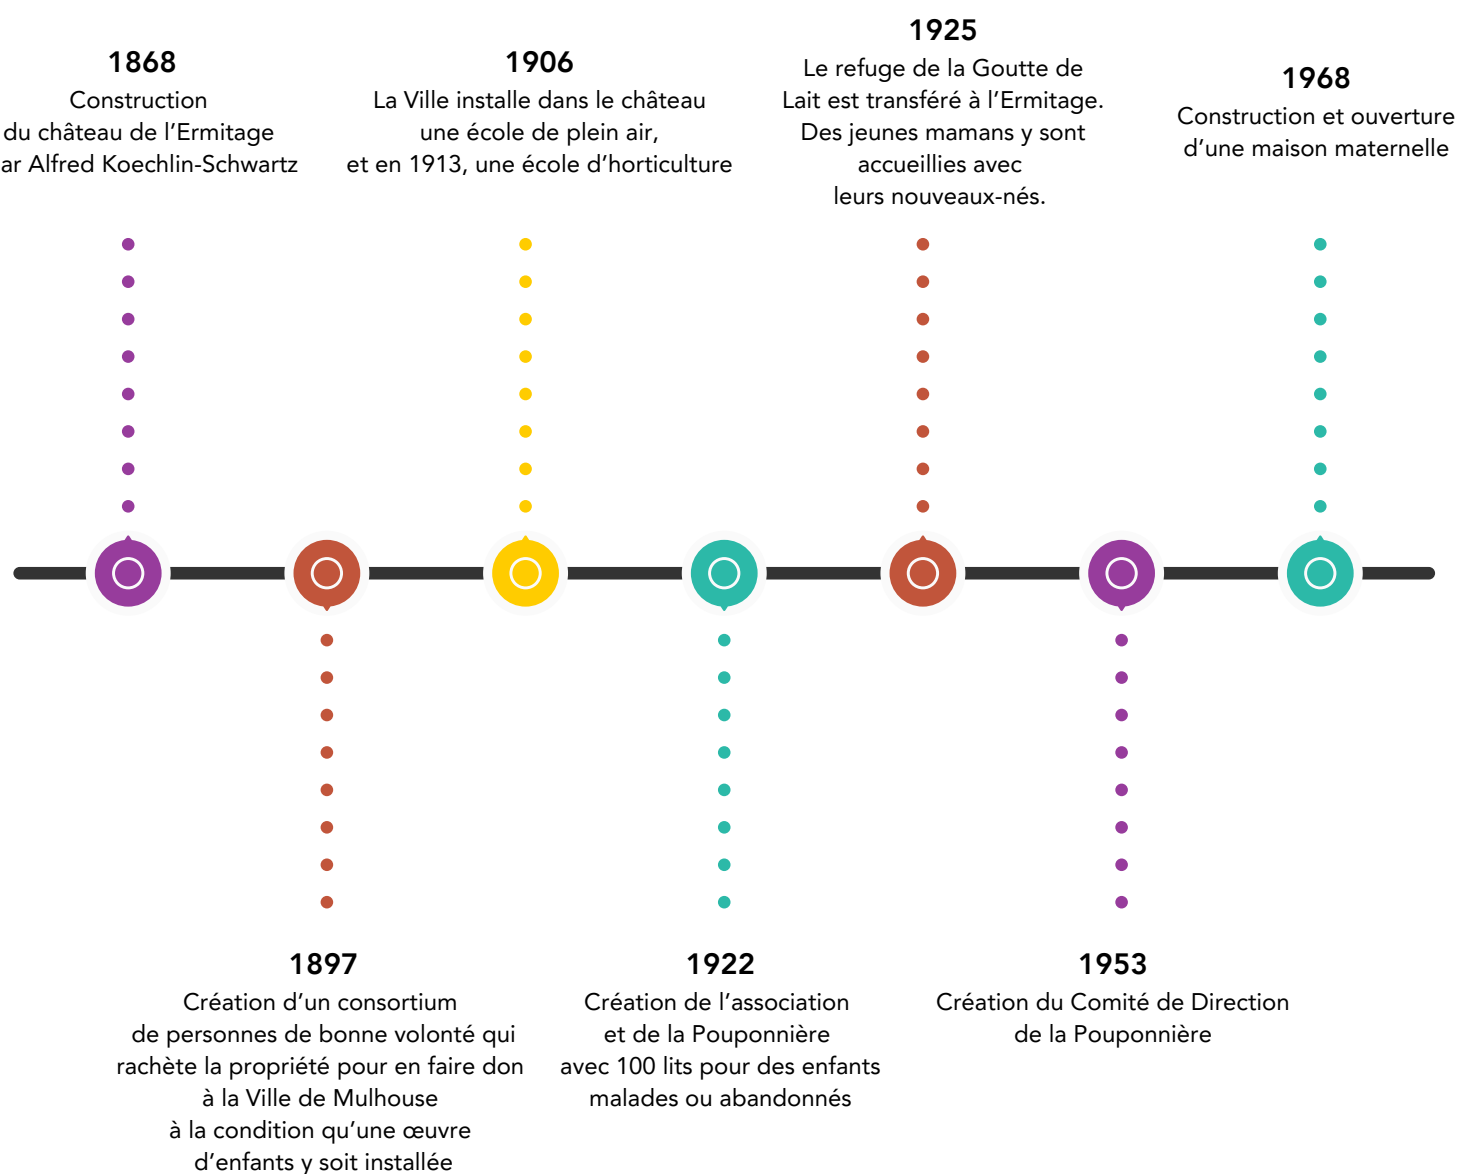 1868
Construction
du château de l’Ermitage
ar Alfred Koechlin-Schwartz
1906
La Ville installe dans le château
une école de plein air,
et en 1913, une école d’horticulture
1925
Le refuge de la Goutte de
Lait est transféré à l’Ermitage.
Des jeunes mamans y sont
accueillies avec
leurs nouveaux-nés.
1968
Construction et ouverture
d’une maison maternelle
1897
Création d’un consortium
de personnes de bonne volonté qui
rachète la propriété pour en faire don
à la Ville de Mulhouse
à la condition qu’une œuvre
d’enfants y soit installée
1922
Création de l’association
et de la Pouponnière
avec 100 lits pour des enfants
malades ou abandonnés
1953
Création du Comité de Direction
de la Pouponnière